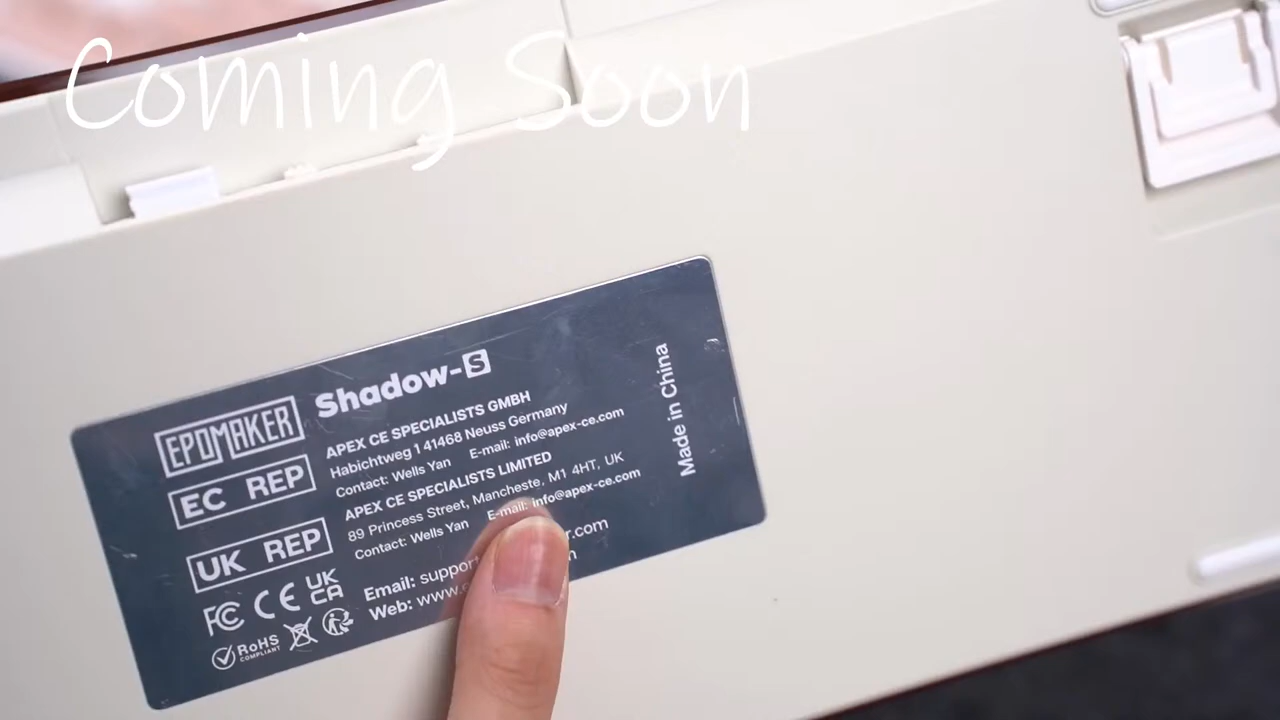 Coming Soon
EPOMAKER
Shadow-S
EC REP
APEX CE SPECIALISTS GMBH
Habichtweg 1 41468 Neuss Germany
Contact: Wells Yan E-mail: info@apex-ce.com
UK REP
APEX CE SPECIALISTS LIMITED
89 Princess Street, Mancheste, M1 4HT, UK
Contact: Wells Yan E-mail: info@apex-ce.com
FC CE UK CA
Email: suppor
r.com
Web: www.
RoHS
COMPLIANT
Made in China